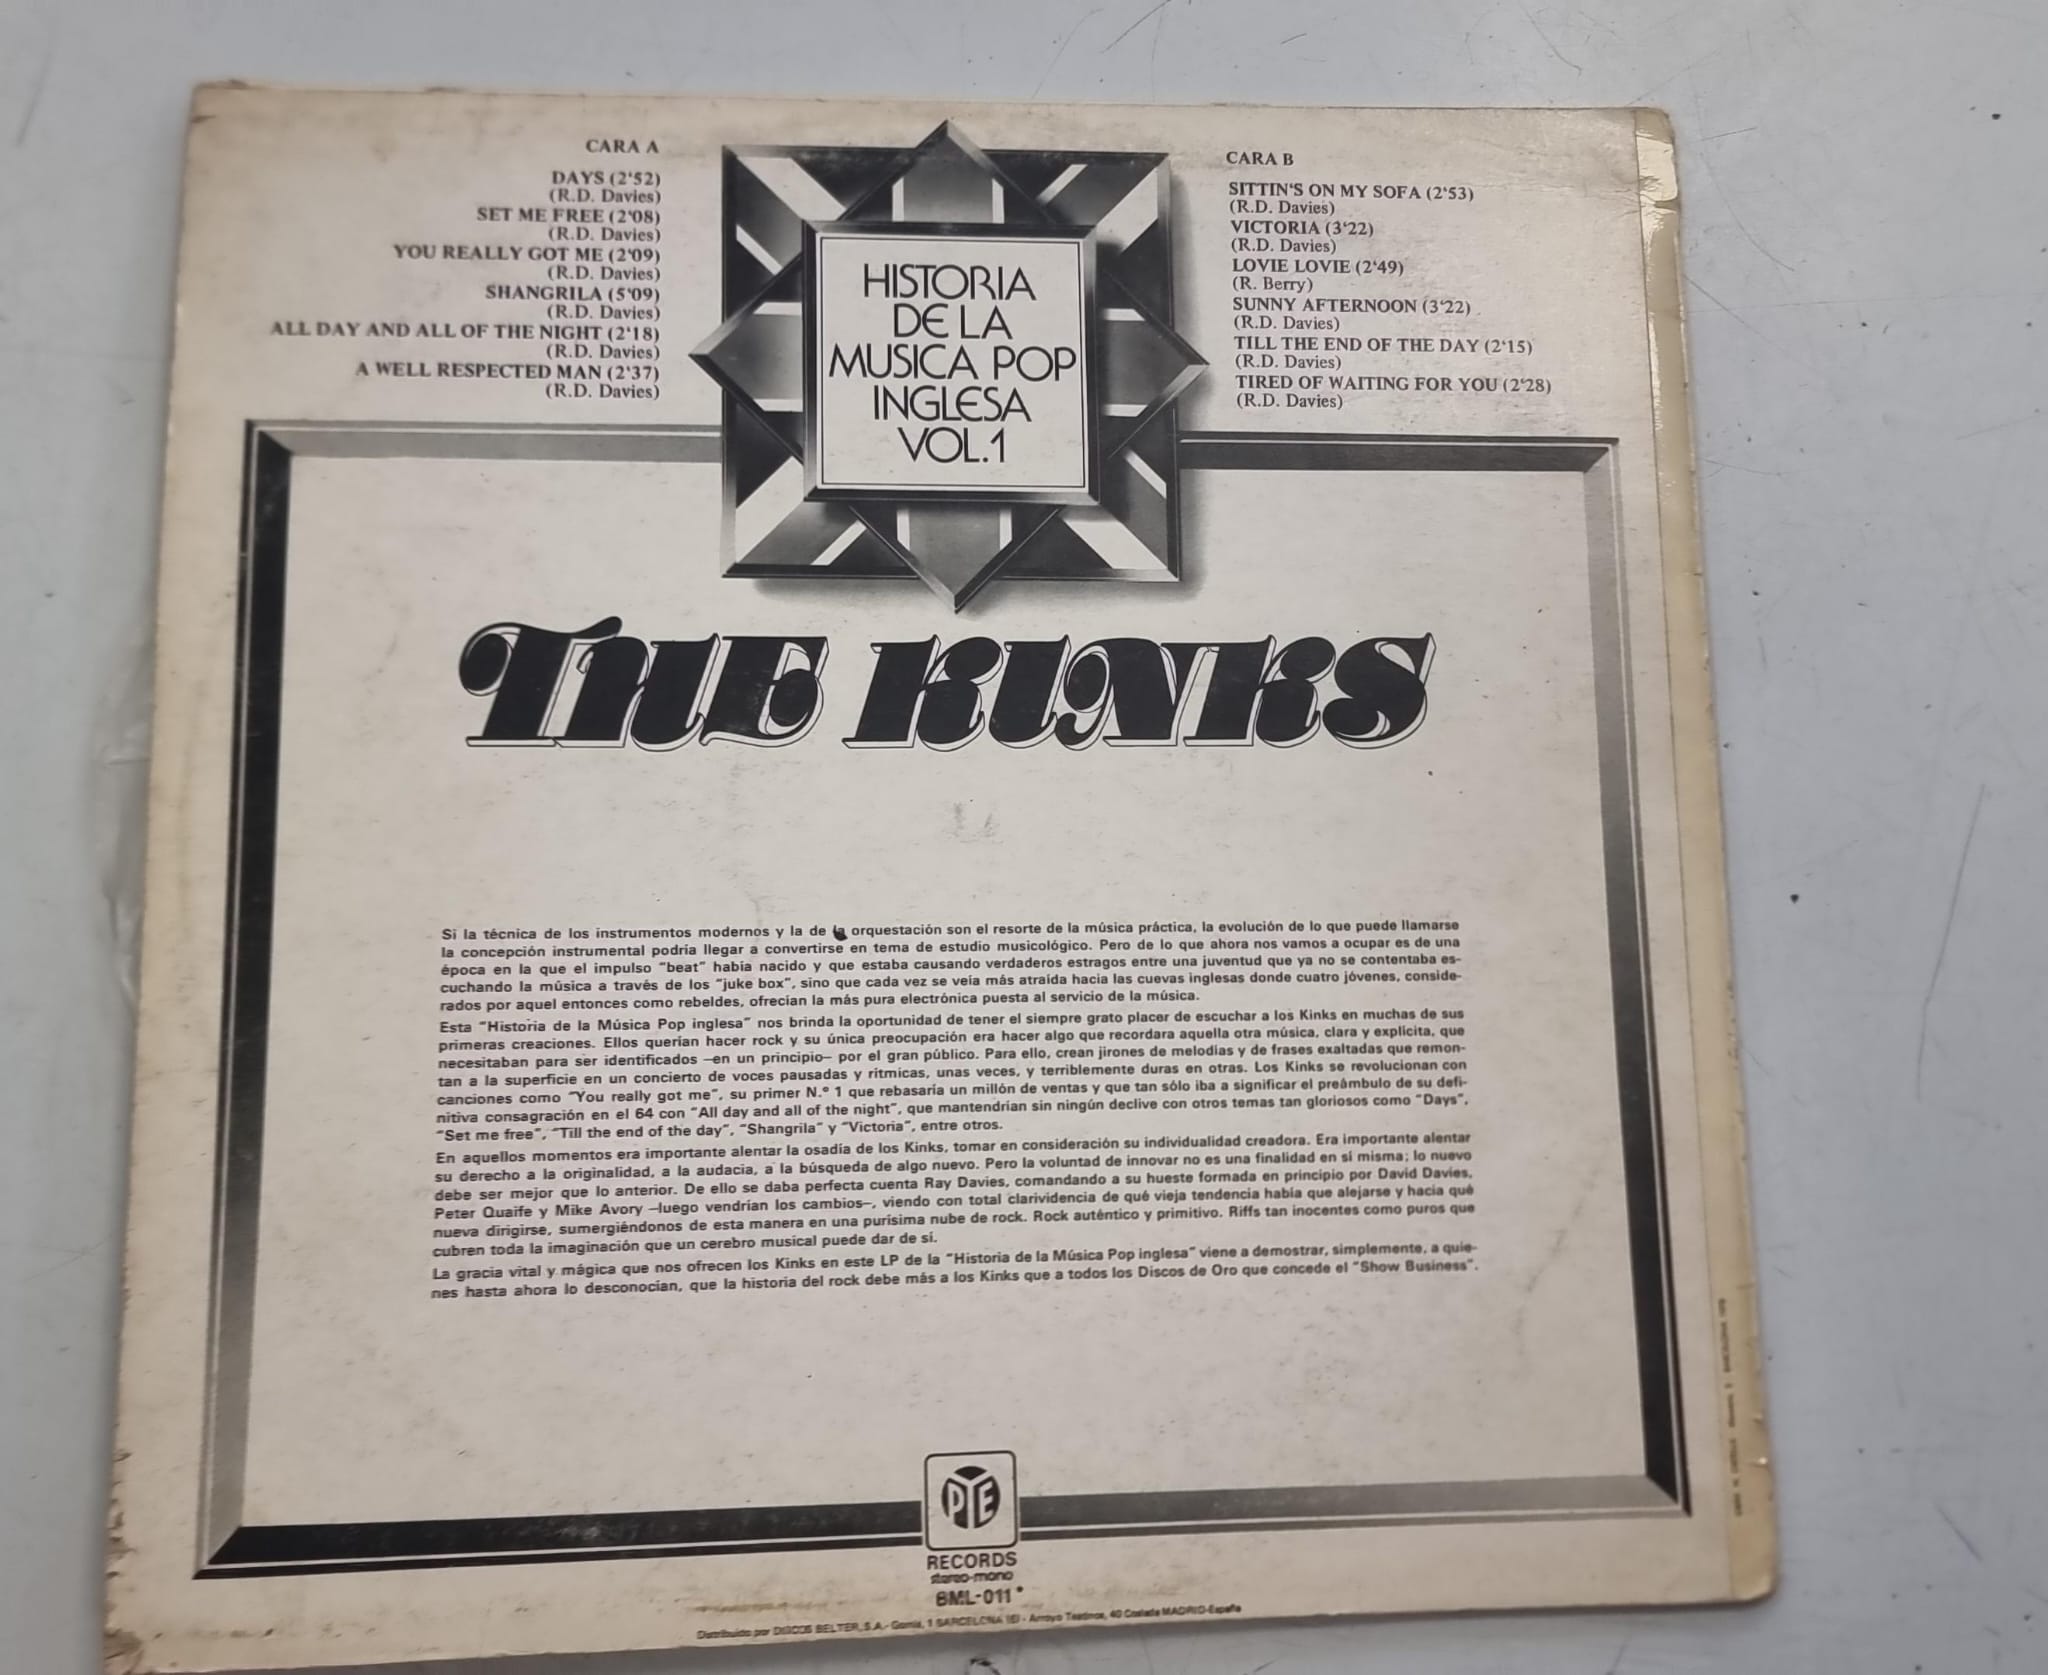 CARA A
DAYS (2'52)
(R.D. Davies)
SET ME FREE (2'08)
(R.D. Davies)
YOU REALLY GOT ME (2'09)
(R.D. Davies)
SHANGRILA (5'09)
(R.D. Davies)
ALL DAY AND ALL OF THE NIGHT (2'18)
(R.D. Davies)
A WELL RESPECTED MAN (2'37)
(R.D. Davies)
HISTORIA
DE LA
MUSICA POP
INGLESA
VOL.1
CARA B
SITTIN'S ON MY SOFA (2'53)
(R.D. Davies)
VICTORIA (3'22)
(R.D. Davies)
LOVIE LOVIE (2'49)
(R. Berry)
SUNNY AFTERNOON (3'22)
(R.D. Davies)
TILL THE END OF THE DAY (2'15)
(R.D. Davies)
TIRED OF WAITING FOR YOU (2'28)
(R.D. Davies)
THE KINKS
Si la técnica de los instrumentos modernos y la de la orquestación son el resorte de la música práctica, la evolución de lo que puede llamarse
la concepción instrumental podría llegar a convertirse en tema de estudio musicológico. Pero de lo que ahora nos vamos a ocupar es de una
época en la que el impulso "beat" había nacido y que estaba causando verdaderos estragos entre una juventud que ya no se contentaba es-
cuchando la música a través de los "juke box", sino que cada vez se veía más atraída hacia las cuevas inglesas donde cuatro jóvenes, conside-
rados por aquel entonces como rebeldes, ofrecían la más pura electrónica puesta al servicio de la música.
Esta "Historia de la Música Pop inglesa" nos brinda la oportunidad de tener el siempre grato placer de escuchar a los Kinks en muchas de sus
primeras creaciones. Ellos querían hacer rock y su única preocupación era hacer algo que recordara aquella otra música, clara y explícita, que
necesitaban para ser identificados —en un principio— por el gran público. Para ello, crean jirones de melodías y de frases exaltadas que remon-
tan a la superficie en un concierto de voces pausadas y rítmicas, unas veces, y terriblemente duras en otras. Los Kinks se revolucionan con
canciones como "You really got me", su primer N.º 1 que rebasaría un millón de ventas y que tan sólo iba a significar el preámbulo de su defi-
nitiva consagración en el 64 con "All day and all of the night", que mantendrían sin ningún declive con otros temas tan gloriosos como "Days",
"Set me free", "Till the end of the day", "Shangrila" y "Victoria", entre otros.
En aquellos momentos era importante alentar la osadía de los Kinks, tomar en consideración su individualidad creadora. Era importante alentar
su derecho a la originalidad, a la audacia, a la búsqueda de algo nuevo. Pero la voluntad de innovar no es una finalidad en sí misma; lo nuevo
debe ser mejor que lo anterior. De ello se daba perfecta cuenta Ray Davies, comandando a su hueste formada en principio por David Davies,
Peter Quaife y Mike Avory —luego vendrían los cambios—, viendo con total clarividencia de qué vieja tendencia había que alejarse y hacia qué
nueva dirigirse, sumergiéndonos de esta manera en una purísima nube de rock. Rock auténtico y primitivo. Riffs tan inocentes como puros que
cubren toda la imaginación que un cerebro musical puede dar de sí.
La gracia vital y mágica que nos ofrecen los Kinks en este LP de la "Historia de la Música Pop inglesa" viene a demostrar, simplemente, a quie-
nes hasta ahora lo desconocían, que la historia del rock debe más a los Kinks que a todos los Discos de Oro que concede el "Show Business".
PYE
RECORDS
stereo-mono
BML-011
Distribuido por DISCOS BELTER, S.A.- 1 BARCELONA - Arroyo 40 MADRID-España